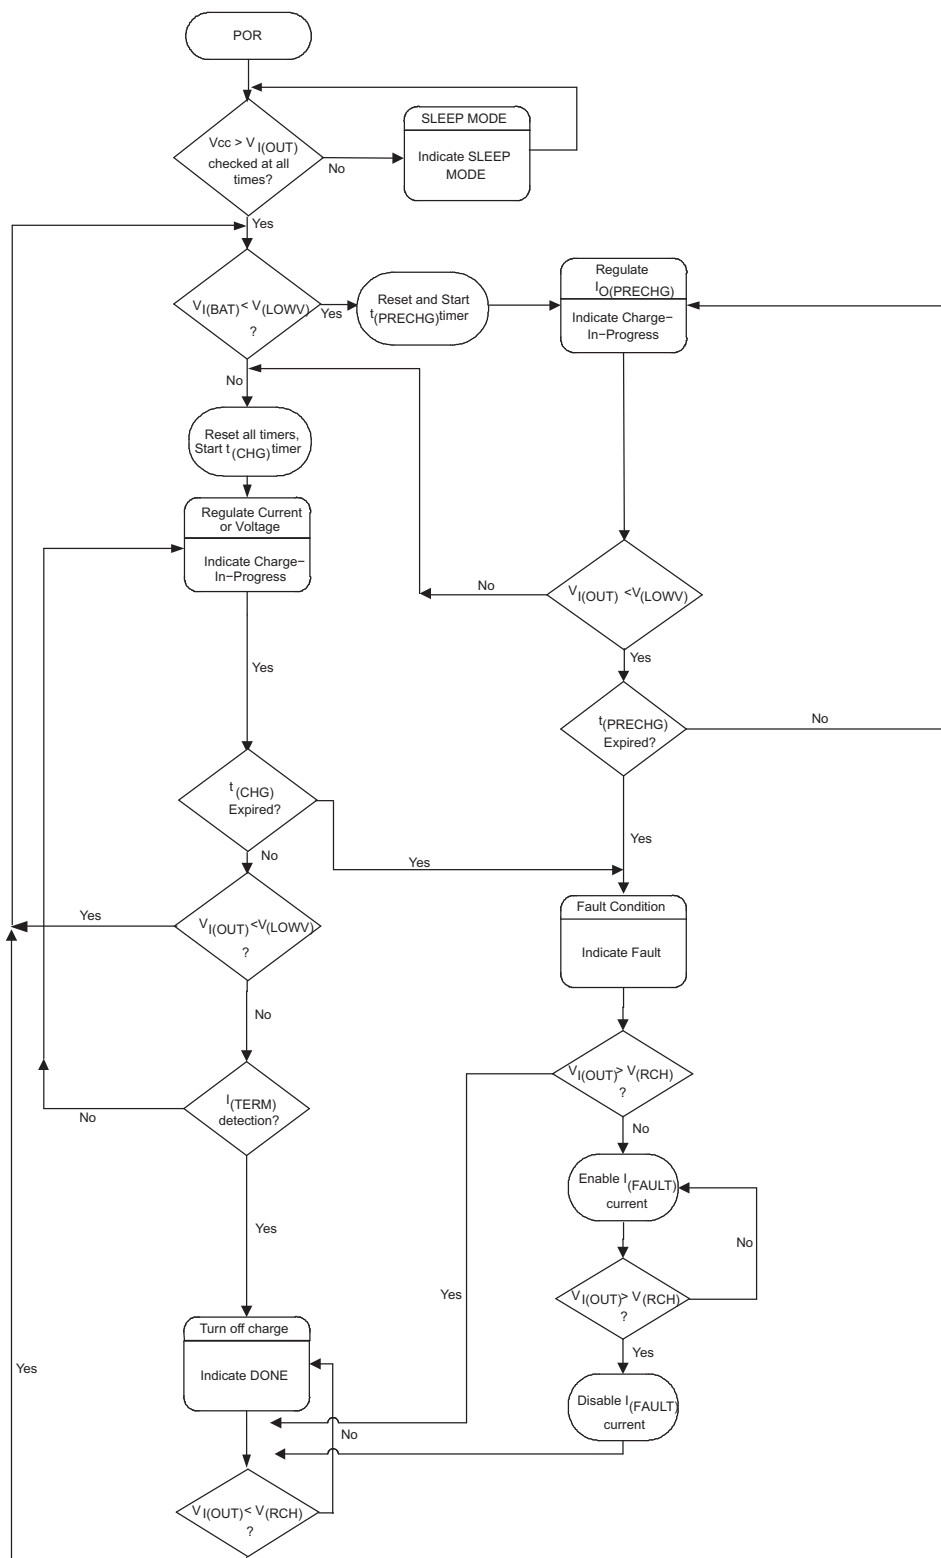 POR
Vcc > V I(OUT)
checked at all
times?
No
SLEEP MODE
Indicate SLEEP
MODE
Yes
V I(BAT) < V (LOWV)
?
Yes
Reset and Start
t (PRECHG) timer
Regulate
I O(PRECHG)
Indicate Charge−
In−Progress
No
Reset all timers,
Start t (CHG) timer
Regulate Current
or Voltage
Indicate Charge−
In−Progress
No
V I(OUT) <V (LOWV)
Yes
Yes
t (PRECHG)
Expired?
No
t (CHG)
Expired?
Yes
Yes
No
Fault Condition
Indicate Fault
Yes
V I(OUT) <V (LOWV)
?
No
V I(OUT) > V (RCH)
?
No
I (TERM)
detection?
No
Enable I (FAULT)
current
Yes
No
Yes
V I(OUT) > V (RCH)
?
Yes
Turn off charge
Indicate DONE
Yes
Disable I (FAULT)
current
No
V I(OUT) < V (RCH)
?